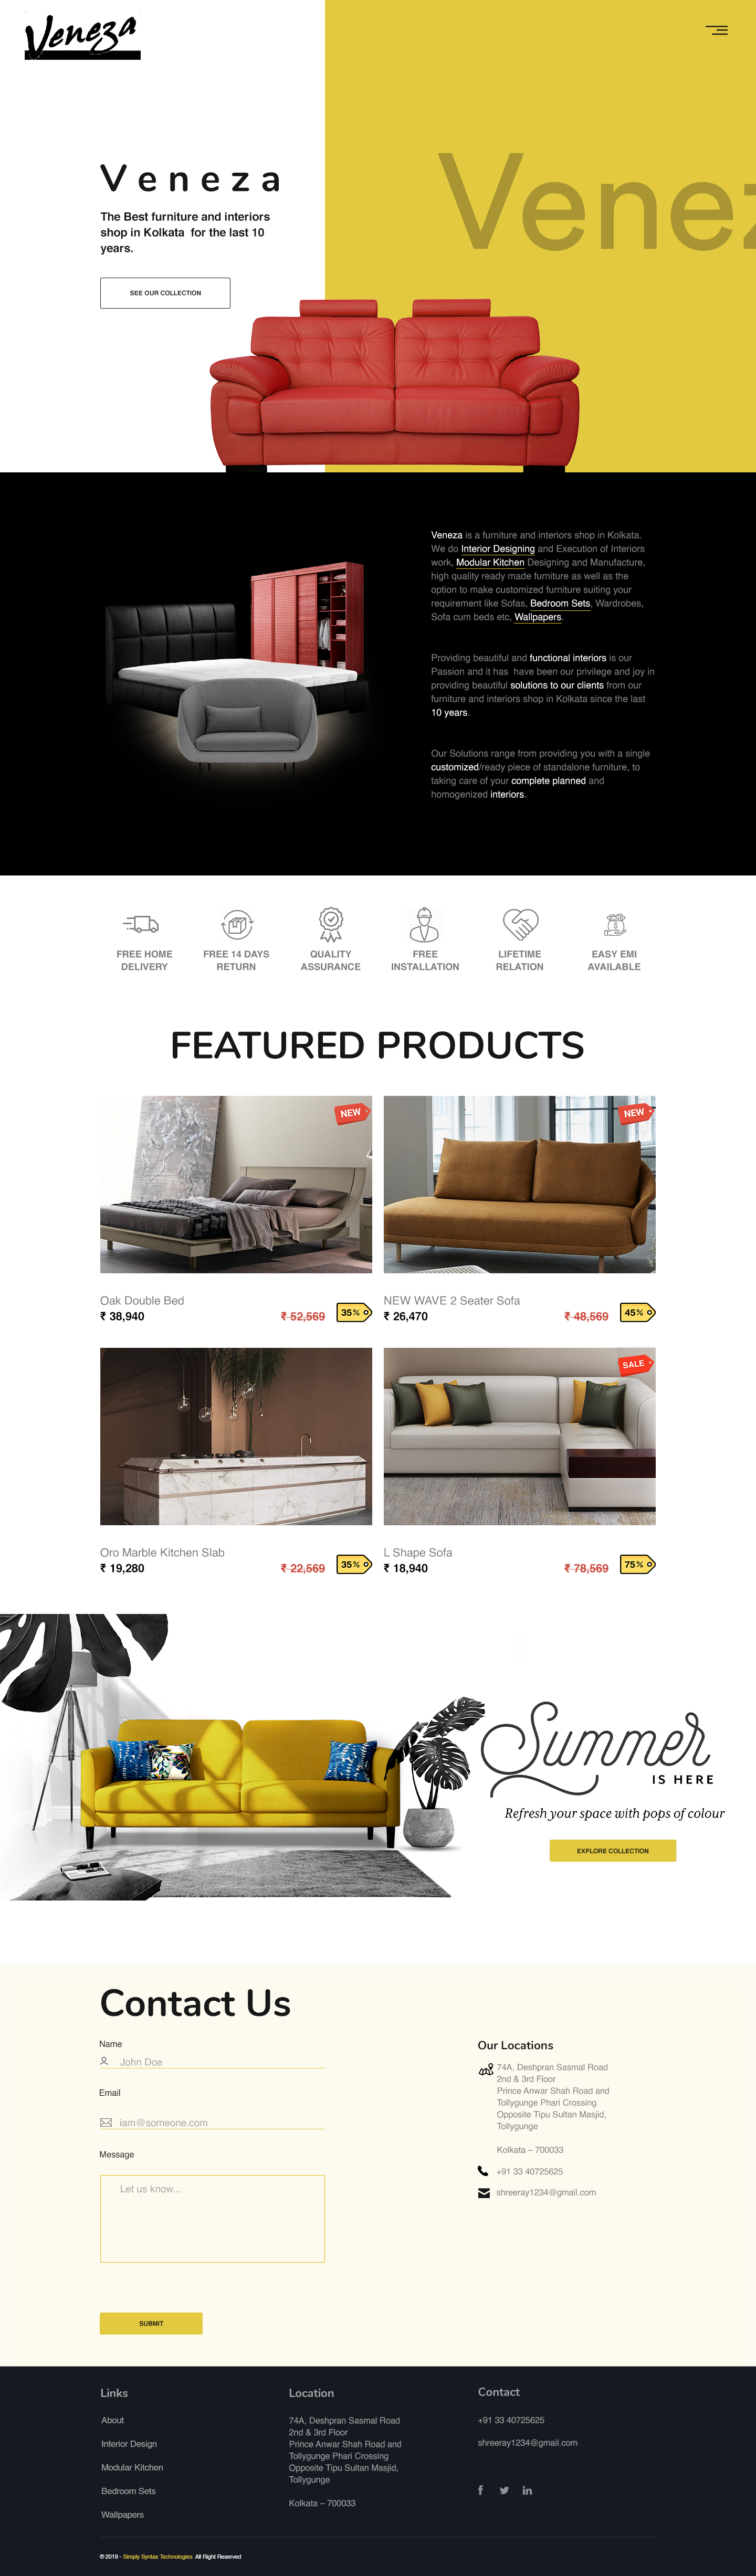 Veneza
Veneza
Venez
The Best furniture and interiors
shop in Kolkata for the last 10
years.
SEE OUR COLLECTION
Veneza is a furniture and interiors shop in Kolkata.
We do Interior Designing and Execution of Interiors
work, Modular Kitchen Designing and Manufacture,
high quality ready made furniture as well as the
option to make customized furniture suiting your
requirement like Sofas, Bedroom Sets, Wardrobes,
Sofa cum beds etc, Wallpapers.
Providing beautiful and functional interiors is our
Passion and it has have been our privilege and joy in
providing beautiful solutions to our clients from our
furniture and interiors shop in Kolkata since the last
10 years.
Our Solutions range from providing you with a single
customized/ready piece of standalone furniture, to
taking care of your complete planned and
homogenized interiors.
FREE HOME
DELIVERY
FREE 14 DAYS
RETURN
QUALITY
ASSURANCE
FREE
INSTALLATION
LIFETIME
RELATION
EASY EMI
AVAILABLE
FEATURED PRODUCTS
NEW
Oak Double Bed
₹ 38,940
₹ 52,569
35%
NEW
NEW WAVE 2 Seater Sofa
₹ 26,470
₹ 48,569
45%
Oro Marble Kitchen Slab
₹ 19,280
₹ 22,569
35%
SALE
L Shape Sofa
₹ 18,940
₹ 78,569
75%
Summer
IS HERE
Refresh your space with pops of colour
EXPLORE COLLECTION
Contact Us
Name
John Doe
Email
iam@someone.com
Message
Let us know...
SUBMIT
Our Locations
74A, Deshpran Sasmal Road
2nd & 3rd Floor
Prince Anwar Shah Road and
Tollygunge Phari Crossing
Opposite Tipu Sultan Masjid,
Tollygunge
Kolkata – 700033
+91 33 40725625
shreeray1234@gmail.com
Links
About
Interior Design
Modular Kitchen
Bedroom Sets
Wallpapers
Location
74A, Deshpran Sasmal Road
2nd & 3rd Floor
Prince Anwar Shah Road and
Tollygunge Phari Crossing
Opposite Tipu Sultan Masjid,
Tollygunge
Kolkata – 700033
Contact
+91 33 40725625
shreeray1234@gmail.com
© 2019 - Simply Syntax Technologies All Right Reserved